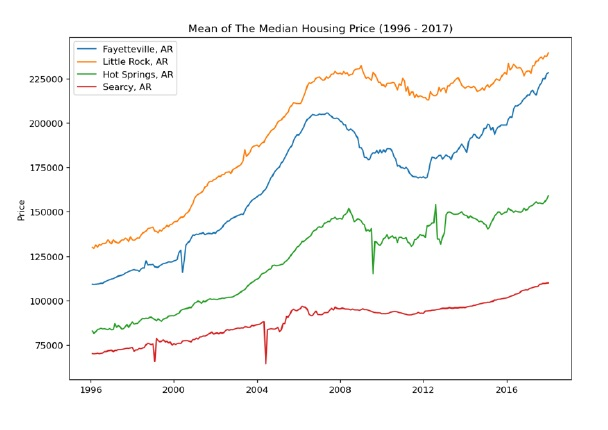 Mean of The Median Housing Price (1996 - 2017)
Fayetteville, AR
Little Rock, AR
Hot Springs, AR
Searcy, AR
225000
200000
175000
150000
125000
100000
75000
Price
1996 2000 2004 2008 2012 2016